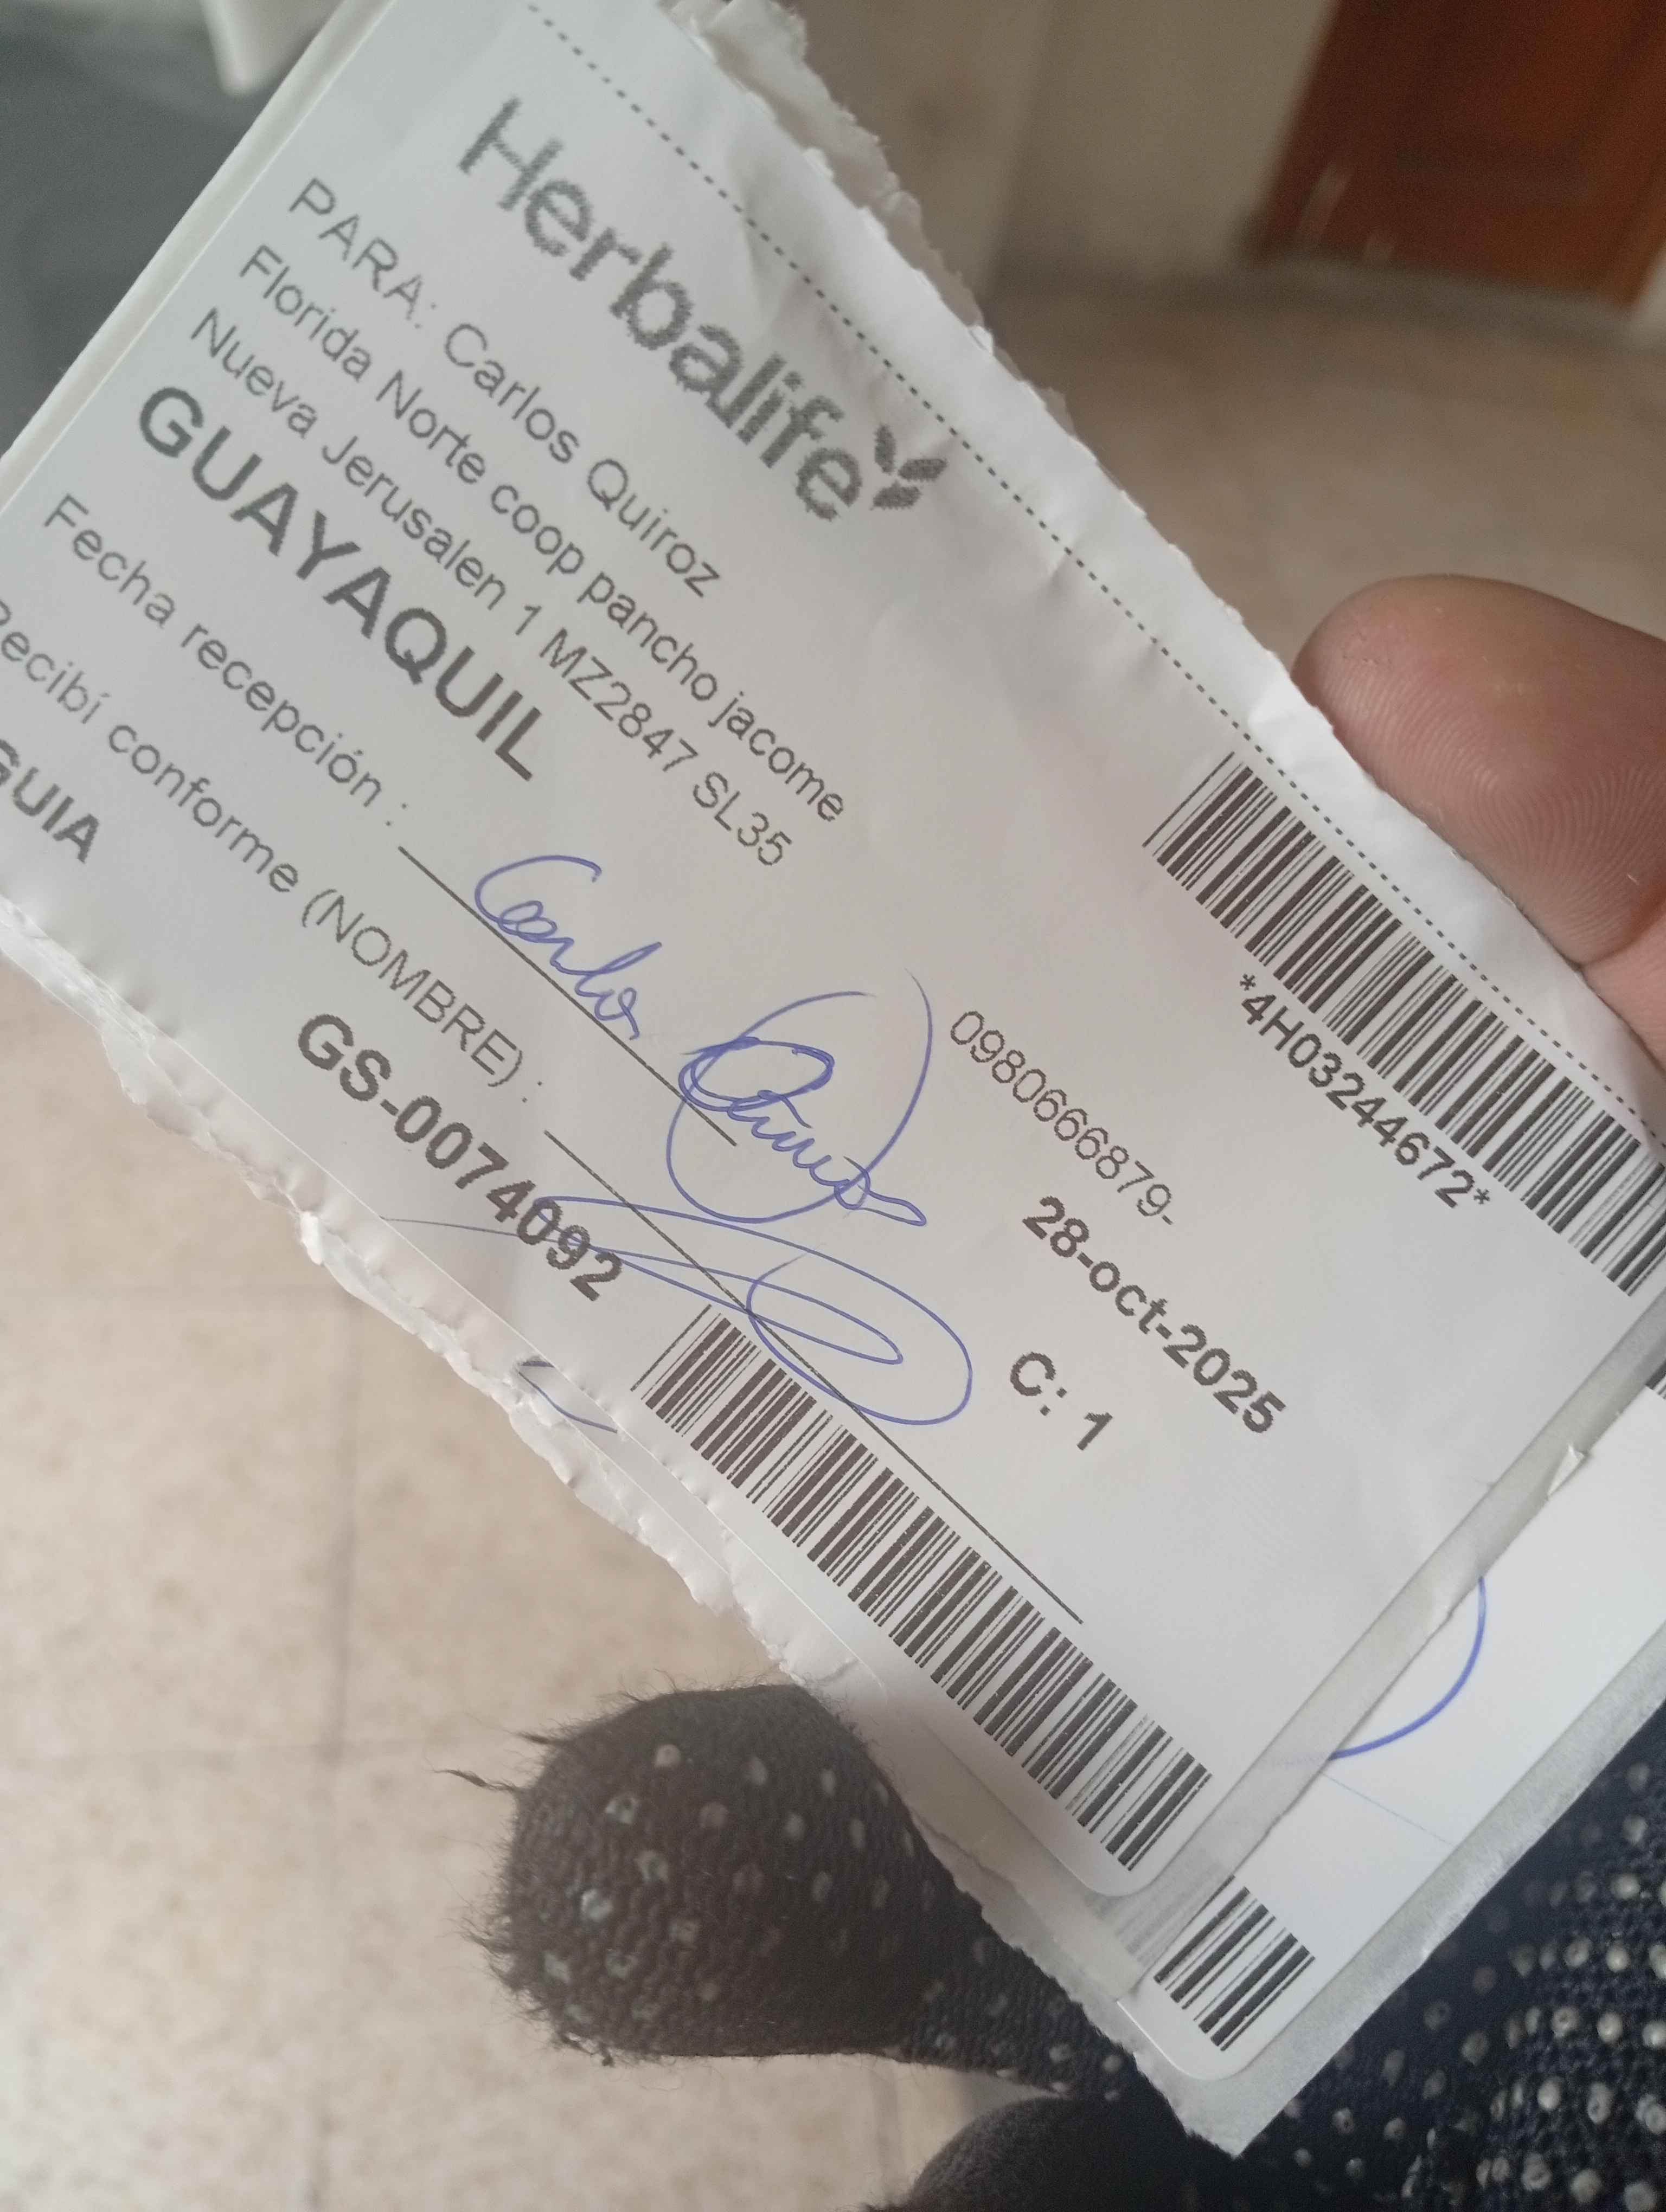 Herbalife
*4H03244672*
PARA: Carlos Quiroz
Florida Norte coop pancho jacome
Nueva Jerusalen 1 MZ2847 SL35
0980666879-
GUAYAQUIL
28-oct-2025
Fecha recepción :
Carlos
C: 1
Recibí conforme (NOMBRE) :
GUIA
GS-0074092